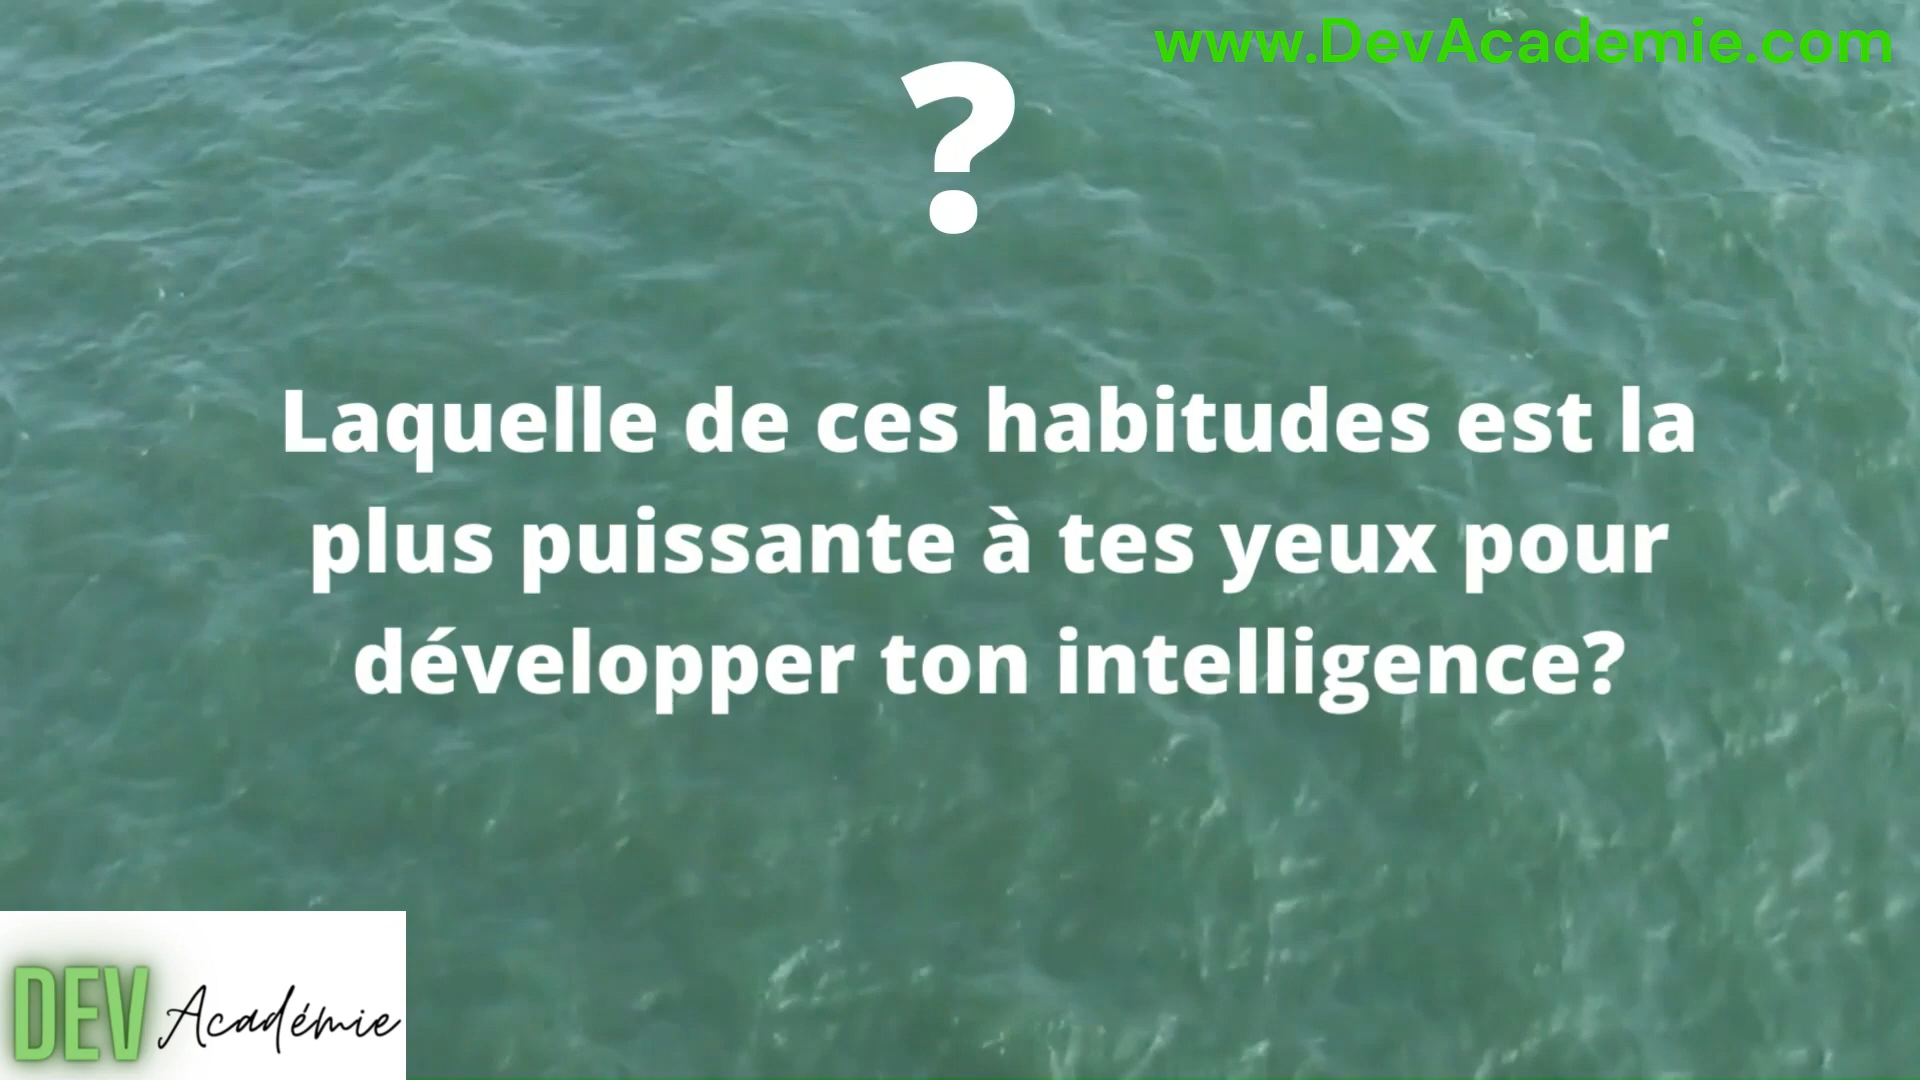 www.DevAcademie.com
?
Laquelle de ces habitudes est la
plus puissante à tes yeux pour
développer ton intelligence?
DEV Académie